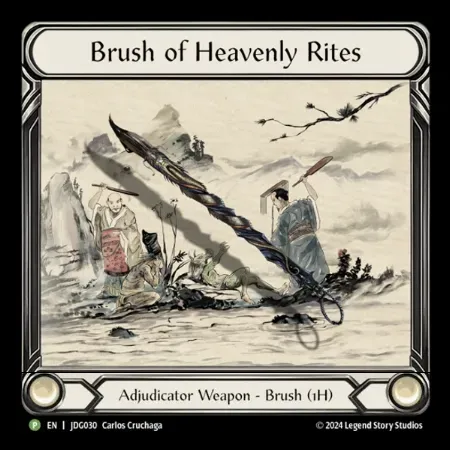 Brush of Heavenly Rites
Adjudicator Weapon - Brush (1H)
P EN | JDG030 Carlos Cruchaga © 2024 Legend Story Studios